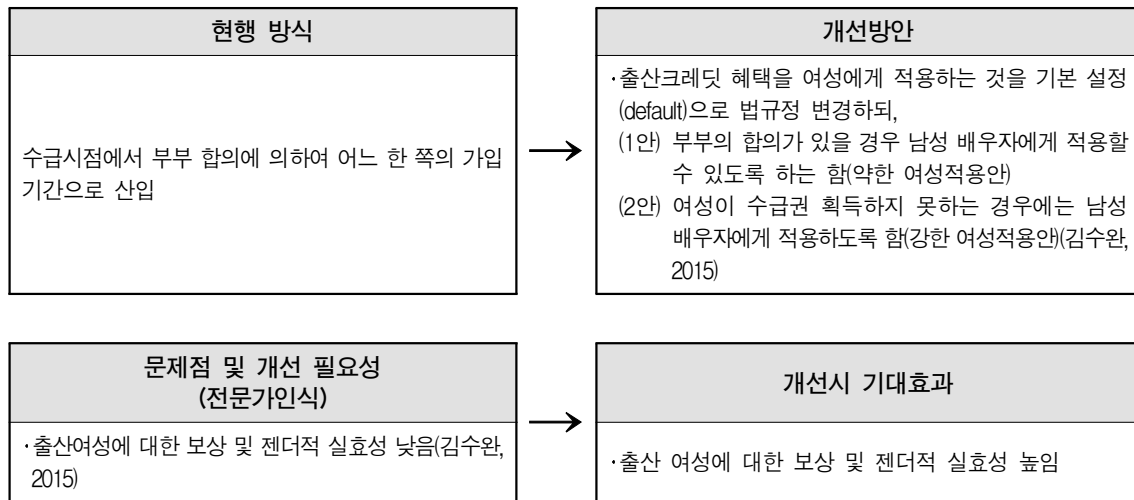 현행 방식
수급시점에서 부부 합의에 의하여 어느 한 쪽의 가입
기간으로 산입
개선방안
·출산크레딧 혜택을 여성에게 적용하는 것을 기본 설정
(default)으로 법규정 변경하되,
(1안) 부부의 합의가 있을 경우 남성 배우자에게 적용할
수 있도록 하는 함(약한 여성적용안)
(2안) 여성이 수급권 획득하지 못하는 경우에는 남성
배우자에게 적용하도록 함(강한 여성적용안)(김수완,
2015)
문제점 및 개선 필요성
(전문가인식)
·출산여성에 대한 보상 및 젠더적 실효성 낮음(김수완,
2015)
개선시 기대효과
·출산 여성에 대한 보상 및 젠더적 실효성 높임